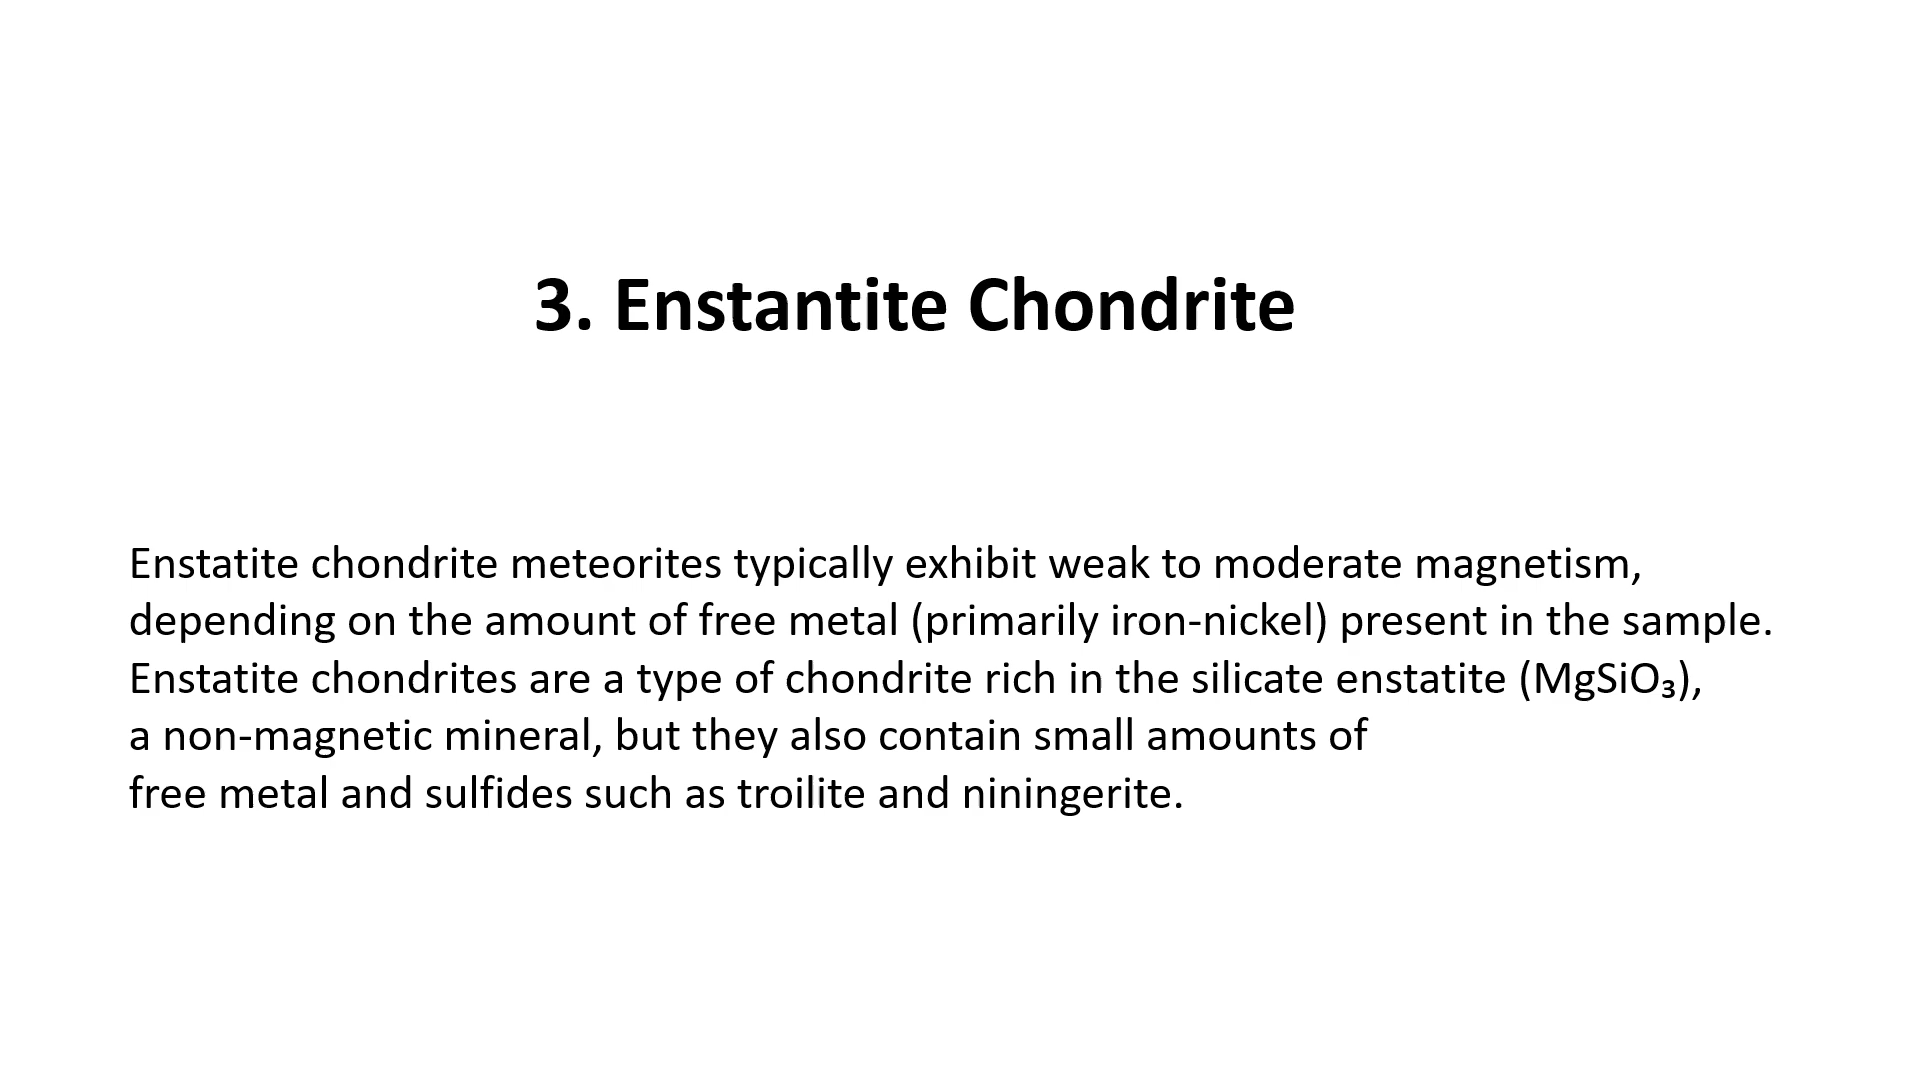 3. Enstantite Chondrite
Enstatite chondrite meteorites typically exhibit weak to moderate magnetism,
depending on the amount of free metal (primarily iron-nickel) present in the sample.
Enstatite chondrites are a type of chondrite rich in the silicate enstatite (MgSiO₃),
a non-magnetic mineral, but they also contain small amounts of
free metal and sulfides such as troilite and niningerite.